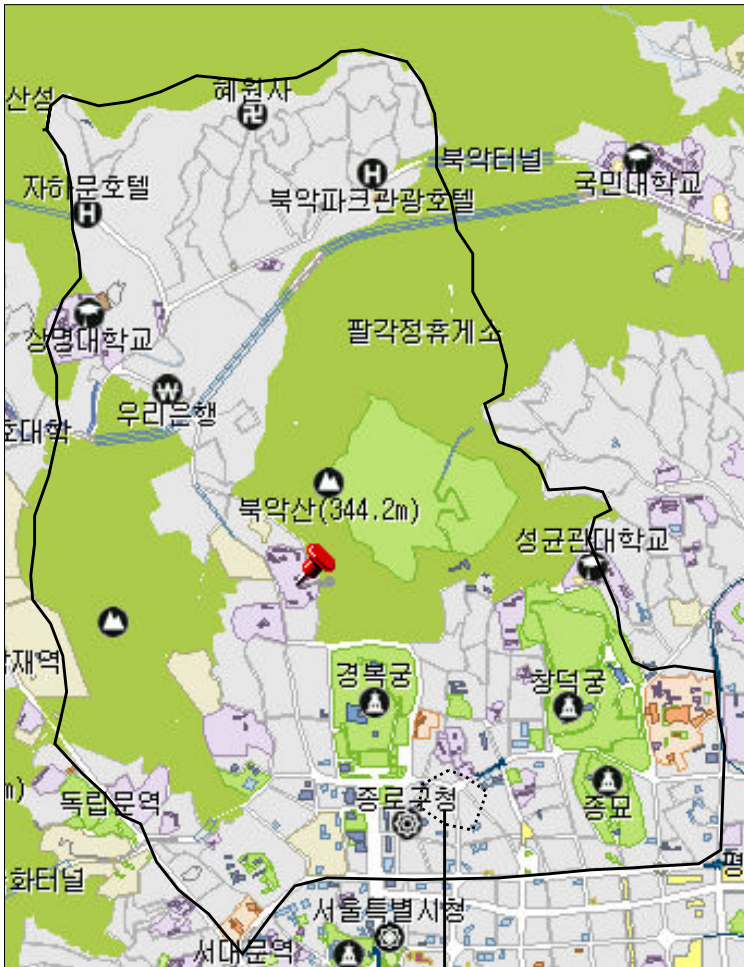 산성
혜원사
북악터널
국민대학교
자하문호텔
북악파크관광호텔
상명대학교
팔각정휴게소
우리은행
호대학
북악산(344.2m)
성균관대학교
재역
경복궁
창덕궁
m)
독립문역
종로구청
종묘
화터널
평
서울특별시청
서대문역